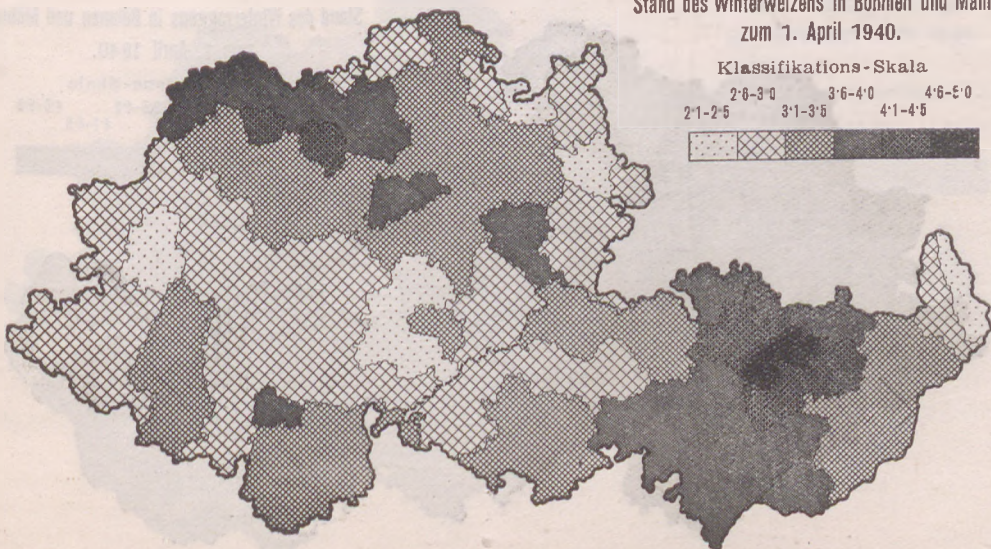 Stand des Winterweizens in Böhmen und Mähr
zum 1. April 1940.
Klassifikations-Skala
2·6-3·0 3·6-4·0 4·6-5·0
2·1-2·5 3·1-3·5 4·1-4·5